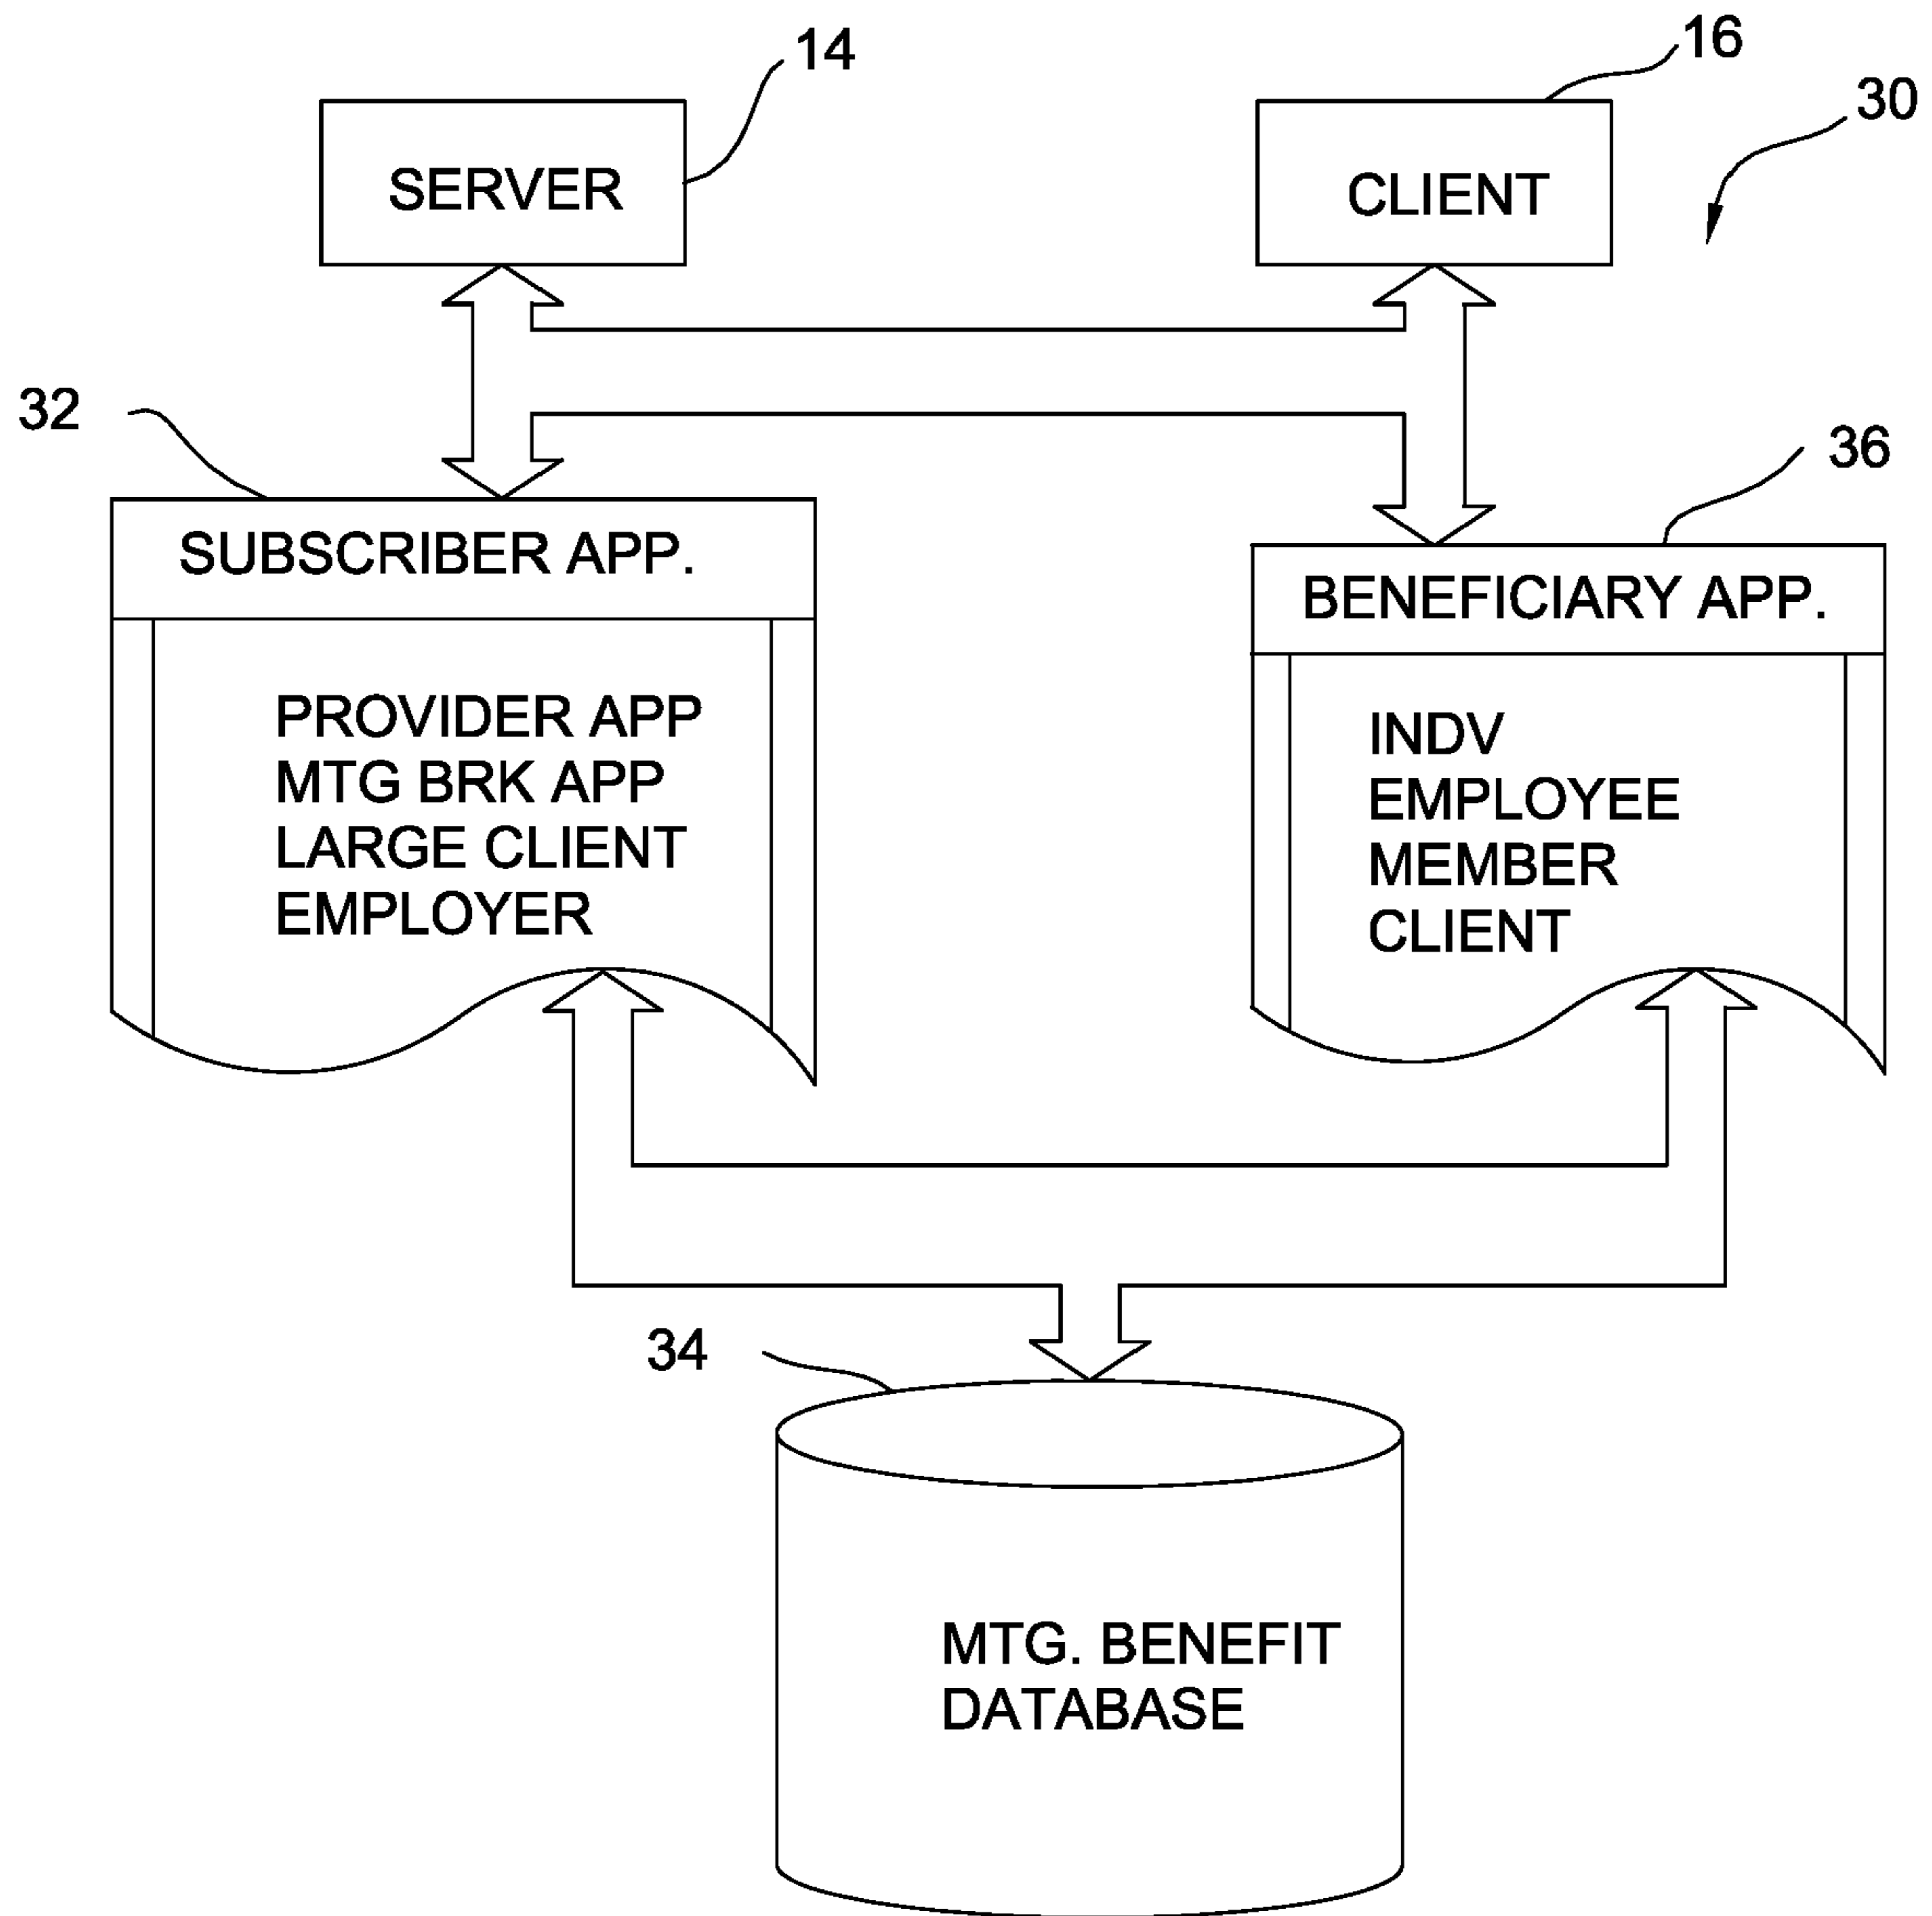 14
16
30
SERVER
CLIENT
32
36
SUBSCRIBER APP.
BENEFICIARY APP.
PROVIDER APP
MTG BRK APP
LARGE CLIENT
EMPLOYER
INDV
EMPLOYEE
MEMBER
CLIENT
34
MTG. BENEFIT
DATABASE